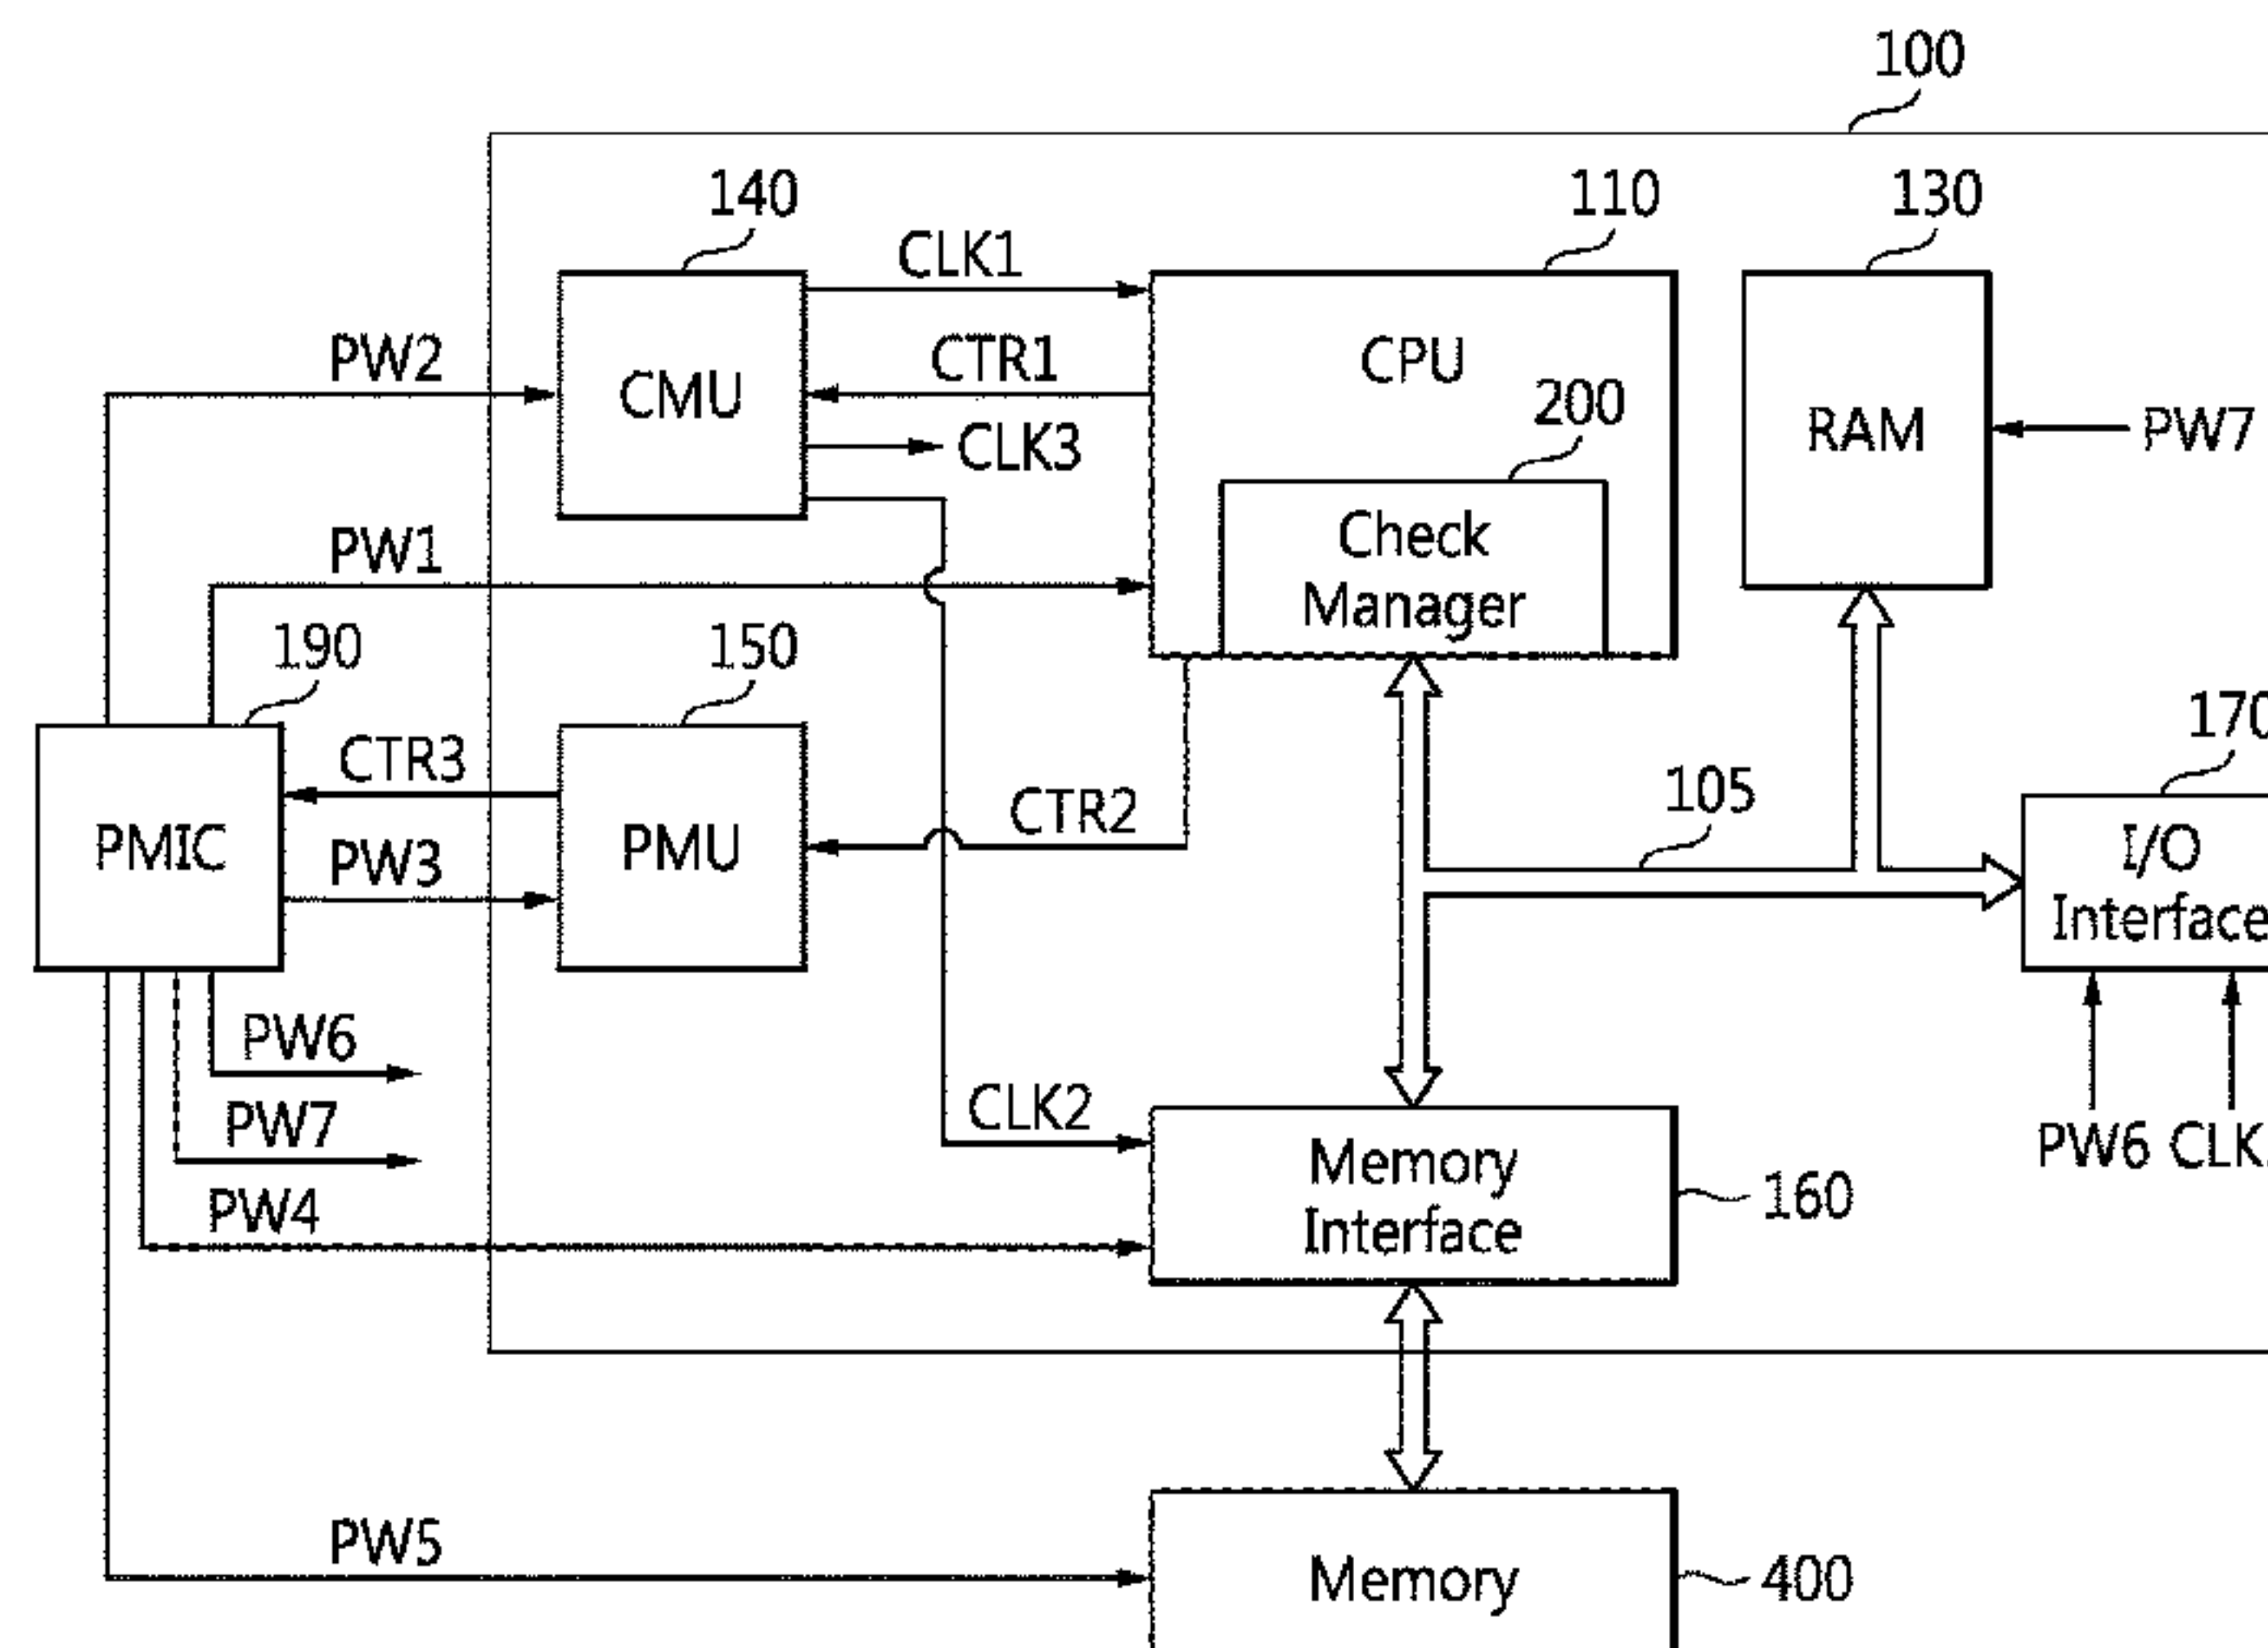 100
140
110
130
CLK1
PW2
CTR1
CPU
CMU
200
RAM
PW7
CLK3
PW1
Check
Manager
190
150
170
CTR3
105
CTR2
PMIC
PMU
I/O
PW3
Interface
PW6
PW7
CLK2
PW6 CLK
Memory
160
PW4
Interface
PW5
Memory
400